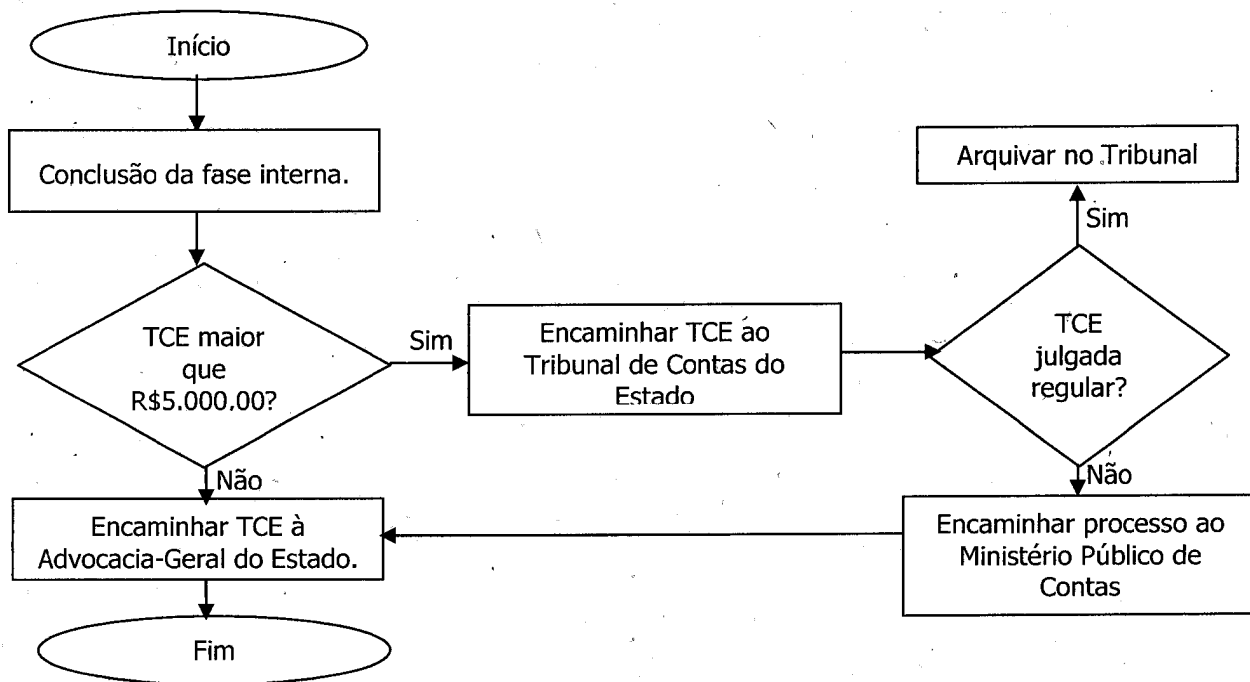 Início
Conclusão da fase interna.
TCE maior
que
R$5.000,00?
Sim
Não
Encaminhar TCE ao
Tribunal de Contas do
Estado
TCE
julgada
regular?
Sim
Arquivar no Tribunal
Não
Encaminhar processo ao
Ministério Público de
Contas
Encaminhar TCE à
Advocacia-Geral do Estado.
Fim